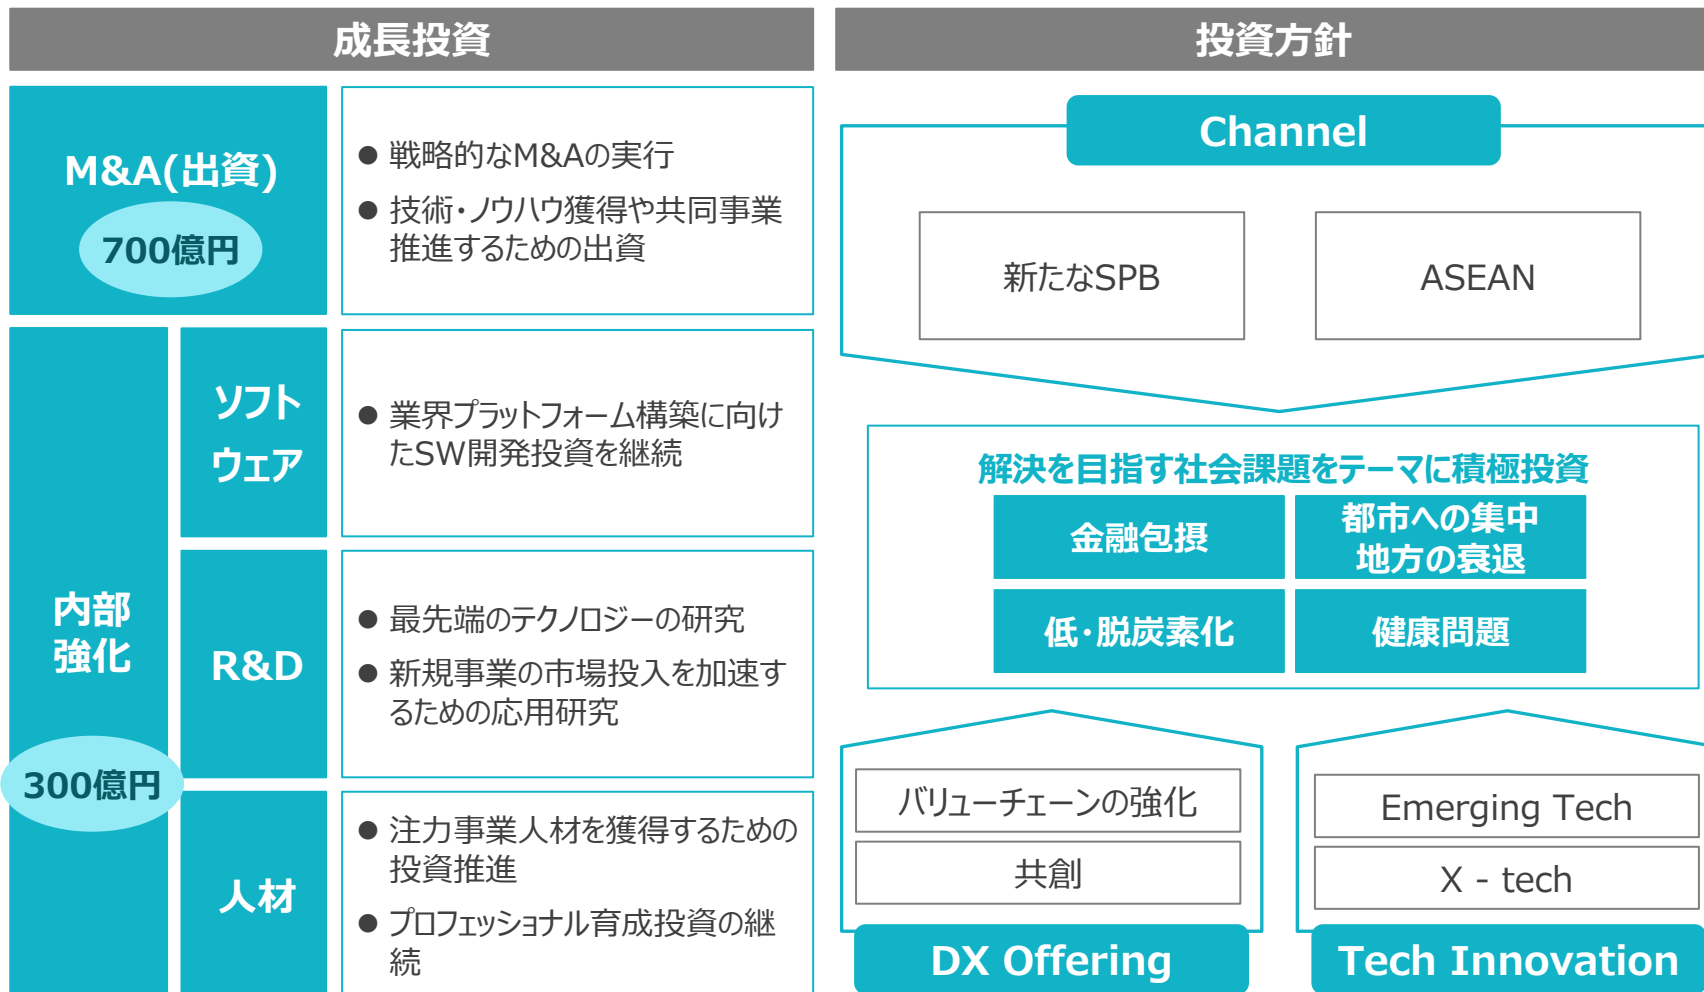 成長投資
M&A(出資)
700億円
● 戦略的なM&Aの実行
● 技術・ノウハウ獲得や共同事業
推進するための出資
内部
強化
300億円
ソフト
ウェア
● 業界プラットフォーム構築に向け
たSW開発投資を継続
R&D
● 最先端のテクノロジーの研究
● 新規事業の市場投入を加速す
るための応用研究
人材
● 注力事業人材を獲得するための
投資推進
● プロフェッショナル育成投資の継
続
投資方針
Channel
新たなSPB
ASEAN
解決を目指す社会課題をテーマに積極投資
金融包摂
都市への集中
地方の衰退
低・脱炭素化
健康問題
バリューチェーンの強化
共創
DX Offering
Emerging Tech
X - tech
Tech Innovation